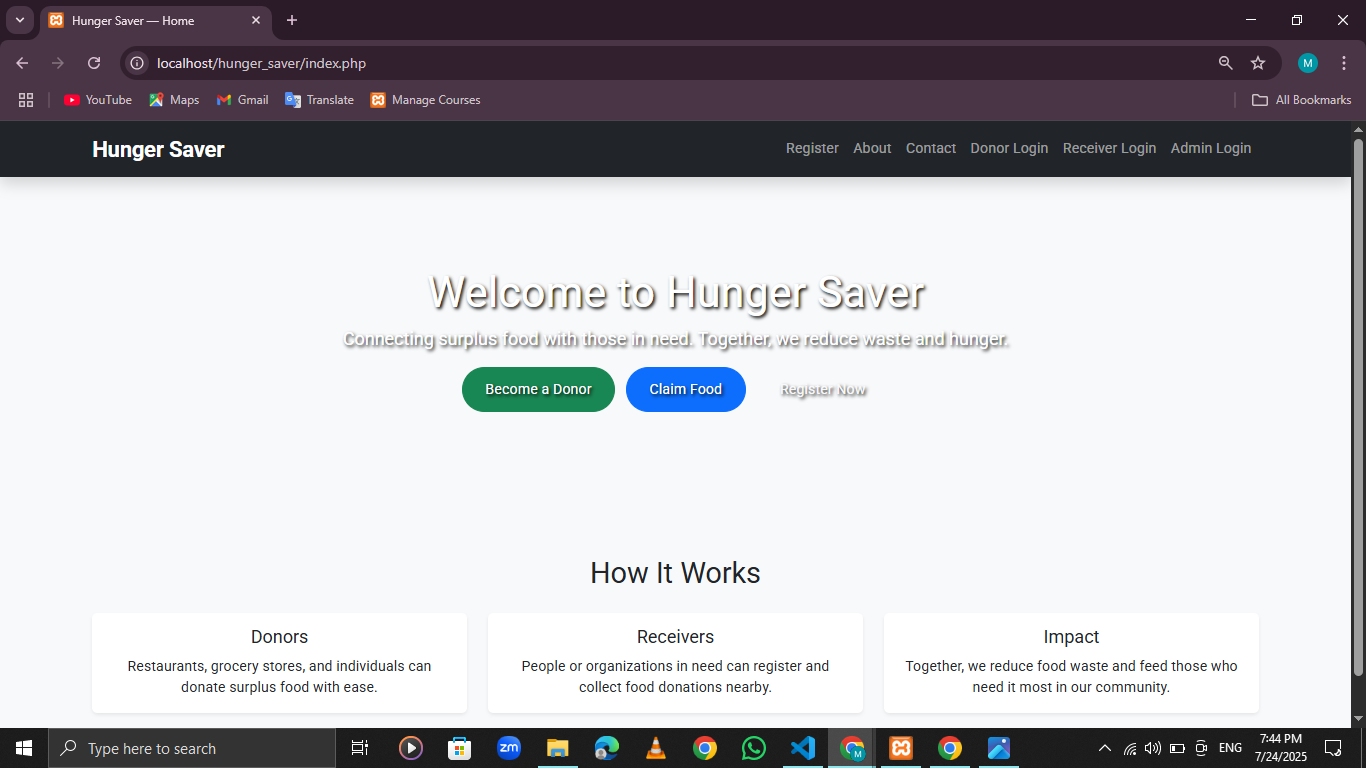 Hunger Saver — Home
localhost/hunger_saver/index.php
M
YouTube Maps Gmail Translate Manage Courses All Bookmarks
Hunger Saver Register About Contact Donor Login Receiver Login Admin Login
Welcome to Hunger Saver
Connecting surplus food with those in need. Together, we reduce waste and hunger.
Become a Donor Claim Food Register Now
How It Works
Donors
Restaurants, grocery stores, and individuals can
donate surplus food with ease.
Receivers
People or organizations in need can register and
collect food donations nearby.
Impact
Together, we reduce food waste and feed those who
need it most in our community.
Type here to search
zm
M
ENG
7:44 PM
7/24/2025